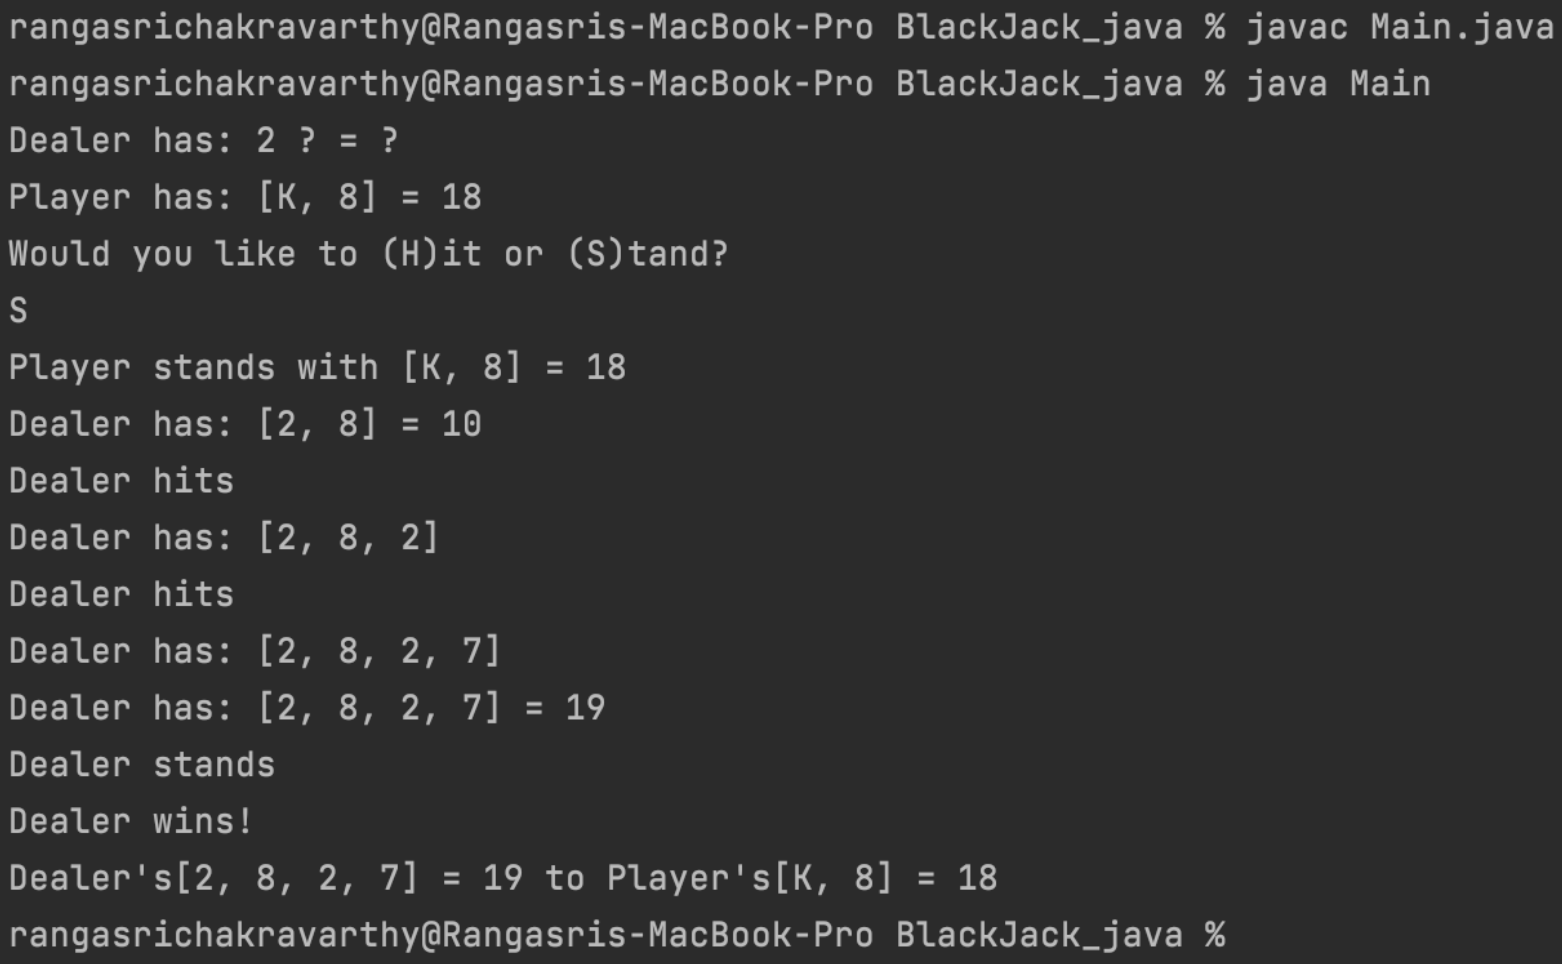 rangasrichakravarthy@Rangasris-MacBook-Pro BlackJack_java % javac Main.java
rangasrichakravarthy@Rangasris-MacBook-Pro BlackJack_java % java Main
Dealer has: 2 ? = ?
Player has: [K, 8] = 18
Would you like to (H)it or (S)tand?
S
Player stands with [K, 8] = 18
Dealer has: [2, 8] = 10
Dealer hits
Dealer has: [2, 8, 2]
Dealer hits
Dealer has: [2, 8, 2, 7]
Dealer has: [2, 8, 2, 7] = 19
Dealer stands
Dealer wins!
Dealer's[2, 8, 2, 7] = 19 to Player's[K, 8] = 18
rangasrichakravarthy@Rangasris-MacBook-Pro BlackJack_java %